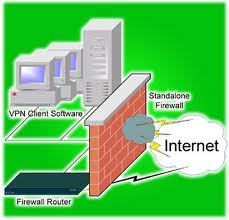 VPN Client Software
Standalone
Firewall
Internet
Firewall Router